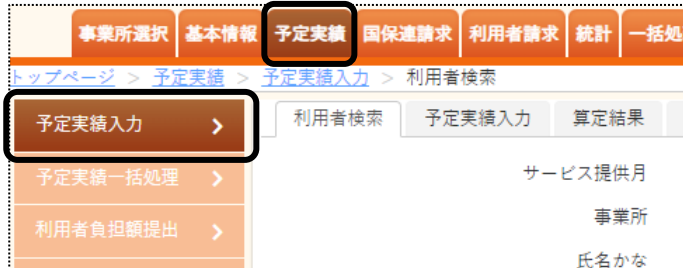 事業所選択 基本情報 予定実績 国保連請求 利用者請求 統計 一括処
トップページ > 予定実績 > 予定実績入力 > 利用者検索
予定実績入力
利用者検索 予定実績入力 算定結果
サービス提供月
予定実績一括処理
事業所
利用者負担額提出
氏名かな